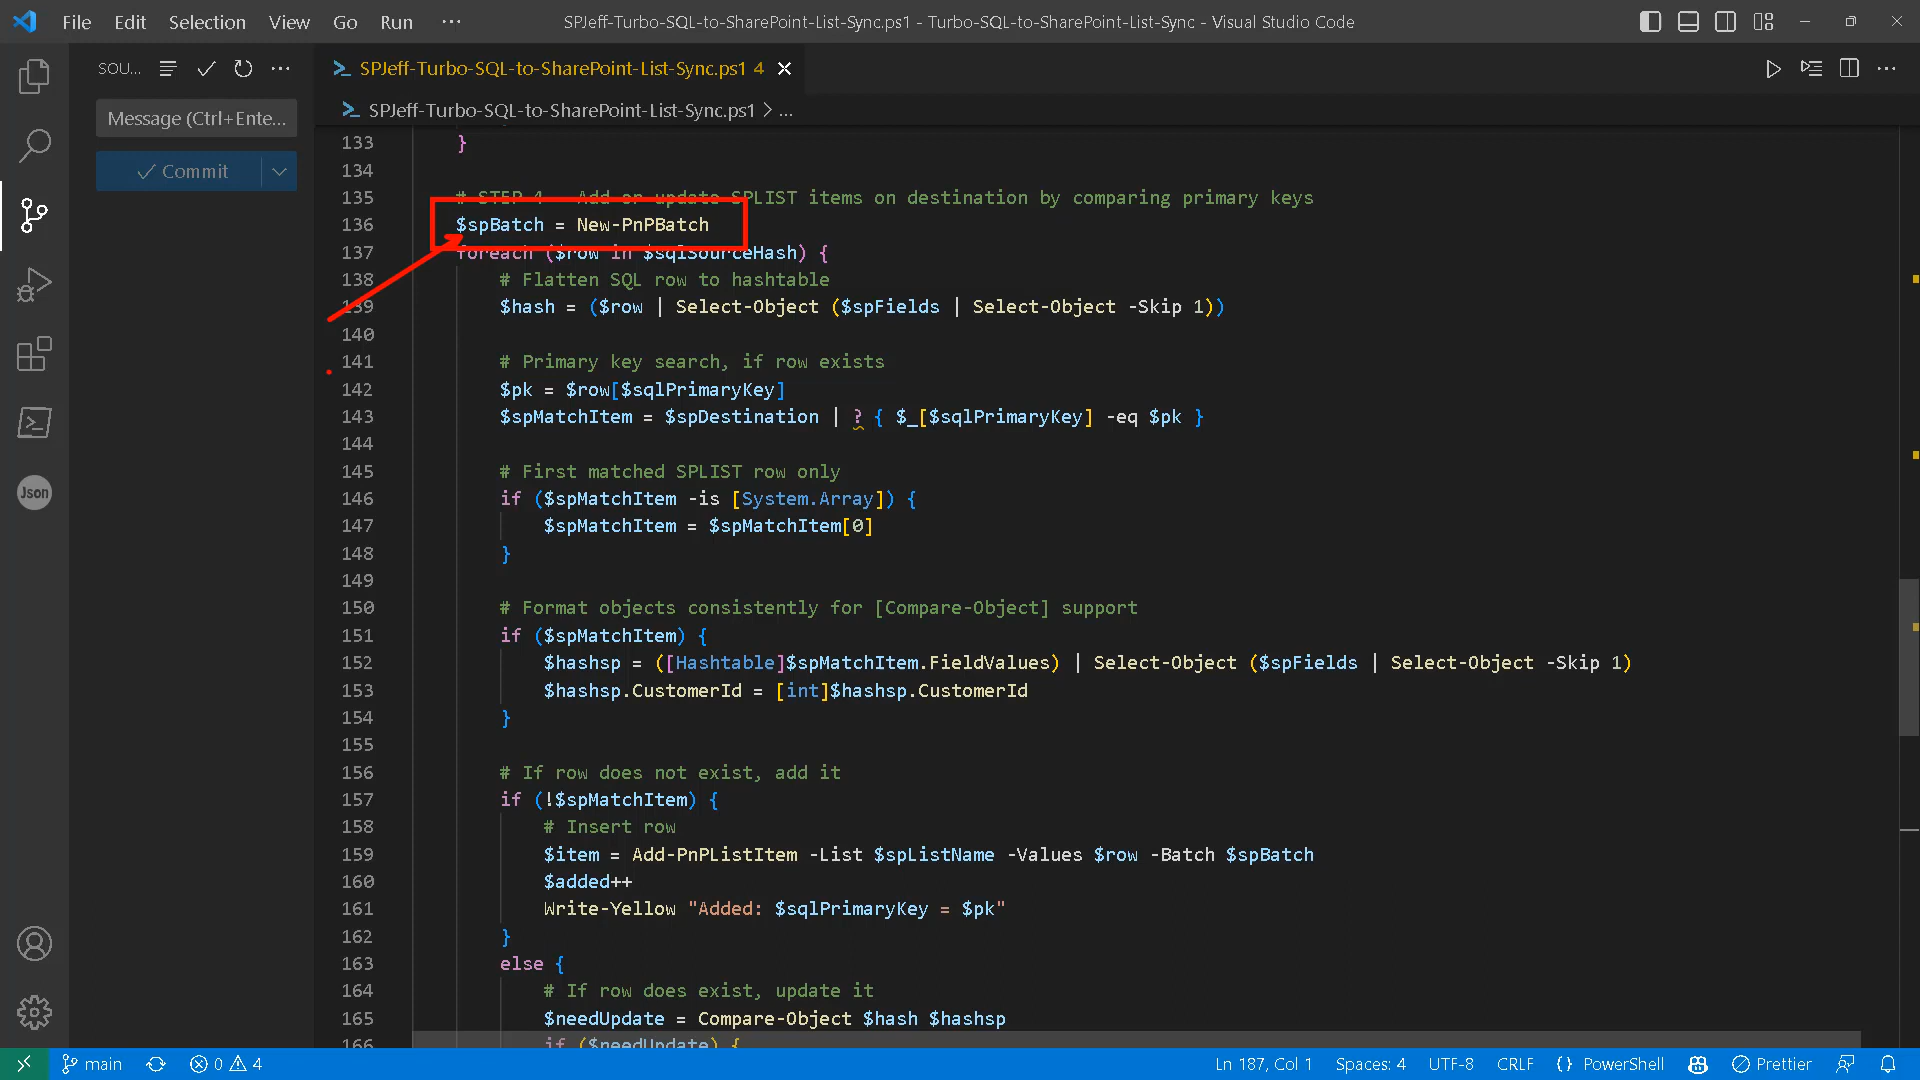 File Edit Selection View Go Run ··· SPJeff-Turbo-SQL-to-SharePoint-List-Sync.ps1 - Turbo-SQL-to-SharePoint-List-Sync - Visual Studio Code
SOU...
SPJeff-Turbo-SQL-to-SharePoint-List-Sync.ps1 4
SPJeff-Turbo-SQL-to-SharePoint-List-Sync.ps1 > ...
Message (Ctrl+Ente...
Commit
Json
133 }
134
135 # STEP 4 Add or update SPLIST items on destination by comparing primary keys
136 $spBatch = New-PnPBatch
137 foreach ($row in $sqlSourceHash) {
138 # Flatten SQL row to hashtable
139 $hash = ($row | Select-Object ($spFields | Select-Object -Skip 1))
140
141 # Primary key search, if row exists
142 $pk = $row[$sqlPrimaryKey]
143 $spMatchItem = $spDestination | ? { $_[$sqlPrimaryKey] -eq $pk }
144
145 # First matched SPLIST row only
146 if ($spMatchItem -is [System.Array]) {
147 $spMatchItem = $spMatchItem[0]
148 }
149
150 # Format objects consistently for [Compare-Object] support
151 if ($spMatchItem) {
152 $hashsp = ([Hashtable]$spMatchItem.FieldValues) | Select-Object ($spFields | Select-Object -Skip 1)
153 $hashsp.CustomerId = [int]$hashsp.CustomerId
154 }
155
156 # If row does not exist, add it
157 if (!$spMatchItem) {
158 # Insert row
159 $item = Add-PnPListItem -List $spListName -Values $row -Batch $spBatch
160 $added++
161 Write-Yellow "Added: $sqlPrimaryKey = $pk"
162 }
163 else {
164 # If row does exist, update it
165 $needUpdate = Compare-Object $hash $hashsp
166 if ($needUpdate) {
main 0 4 Ln 187, Col 1 Spaces: 4 UTF-8 CRLF {} PowerShell Prettier